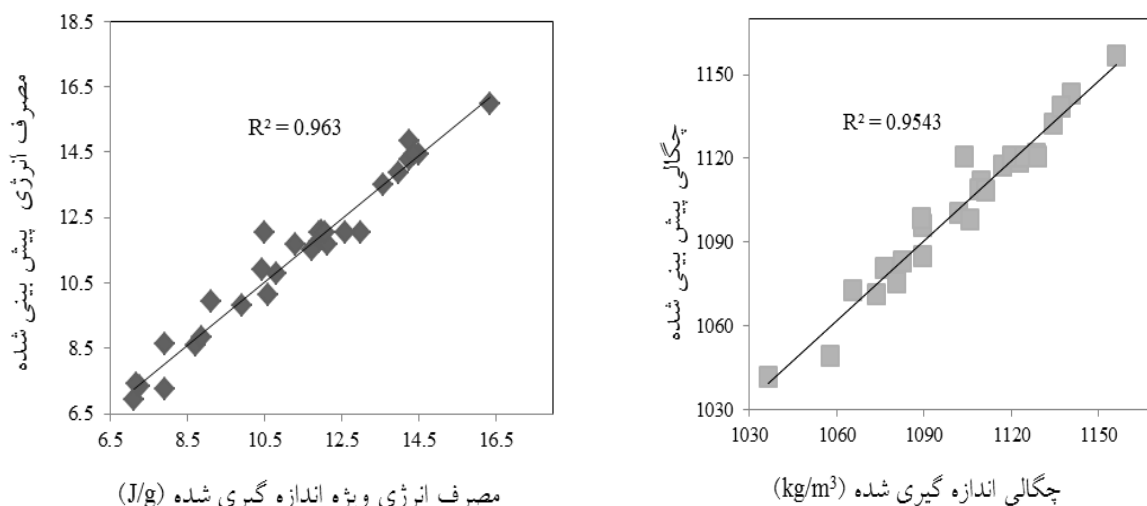 18.5
16.5
14.5
12.5
10.5
8.5
6.5
6.5 8.5 10.5 12.5 14.5 16.5
R² = 0.963
مصرف انرژی پیش بینی شده
مصرف انرژی ویژه اندازه گیری شده (J/g)
1150
1120
1090
1060
1030
1030 1060 1090 1120 1150
R² = 0.9543
چگالی پیش بینی شده
چگالی اندازه گیری شده (kg/m³)